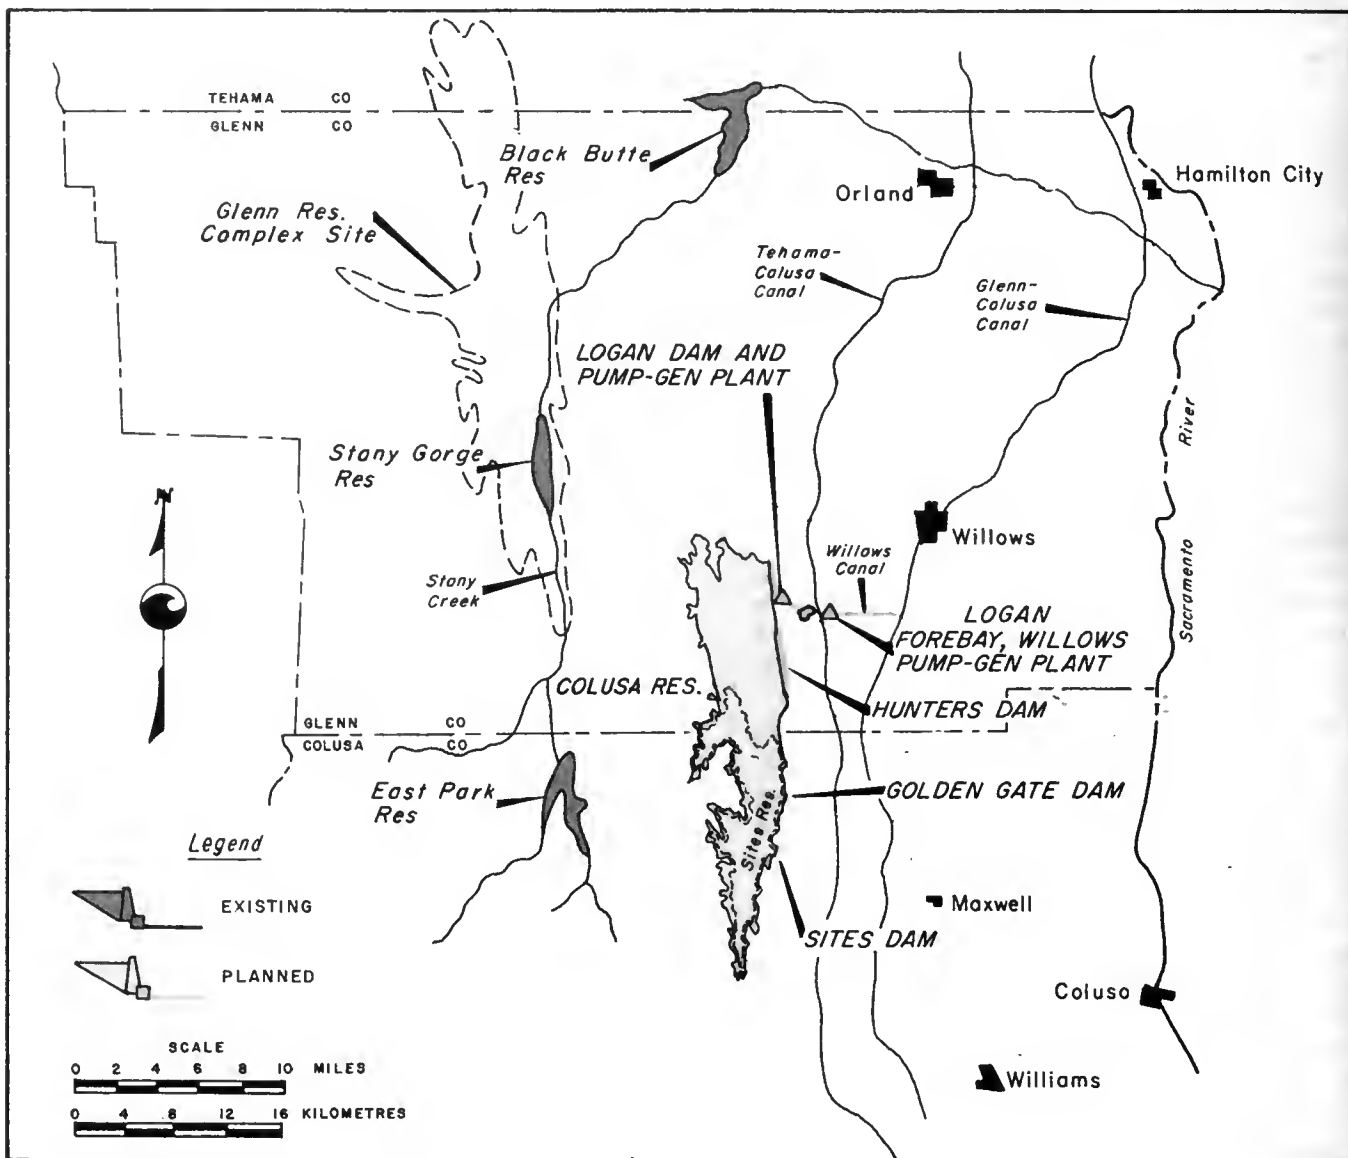 TEHAMA CO
GLENN CO
Black Butte
Res
Orland
Hamilton City
Glenn Res.
Complex Site
Tehama-
Calusa
Canal
Glenn-
Calusa
Canal
LOGAN DAM AND
PUMP-GEN PLANT
River
Sacramento
Stany Gorge
Res
N
Willows
Willows
Canal
Stany
Creek
LOGAN
FOREBAY, WILLOWS
PUMP-GEN PLANT
COLUSA RES.
HUNTERS DAM
GLENN CO
COLUSA CO
East Park
Res
GOLDEN GATE DAM
Sites Res.
Legend
EXISTING
Maxwell
SITES DAM
PLANNED
Colusa
SCALE
0 2 4 6 8 10 MILES
0 4 8 12 16 KILOMETRES
Williams